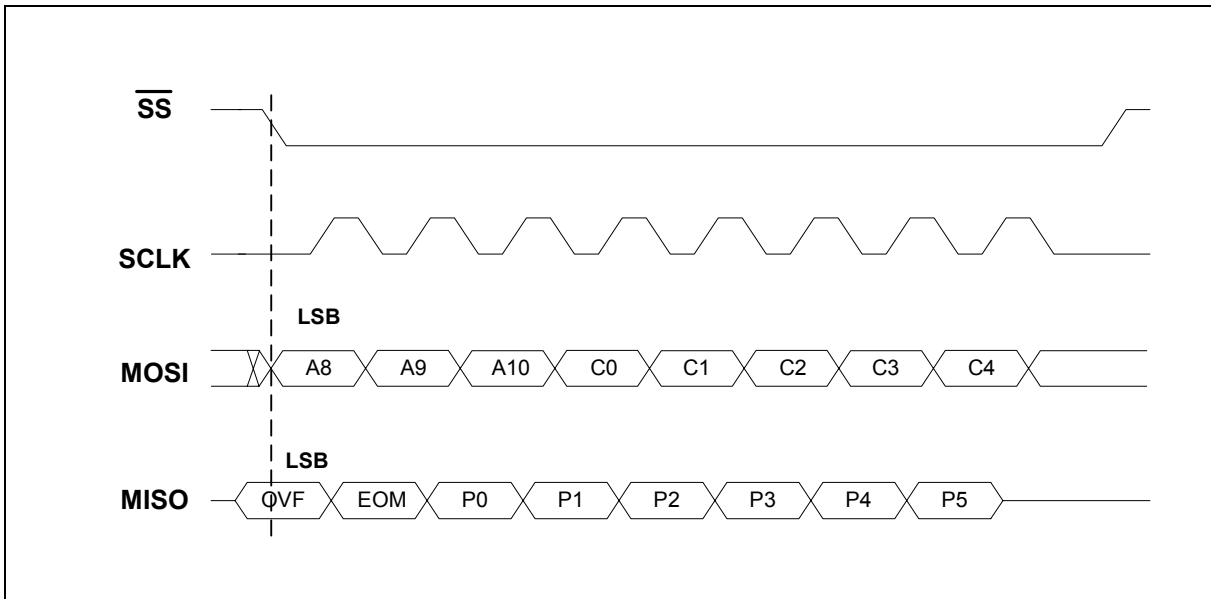 SS
SCLK
LSB
MOSI A8 A9 A10 C0 C1 C2 C3 C4
LSB
MISO OVF EOM P0 P1 P2 P3 P4 P5